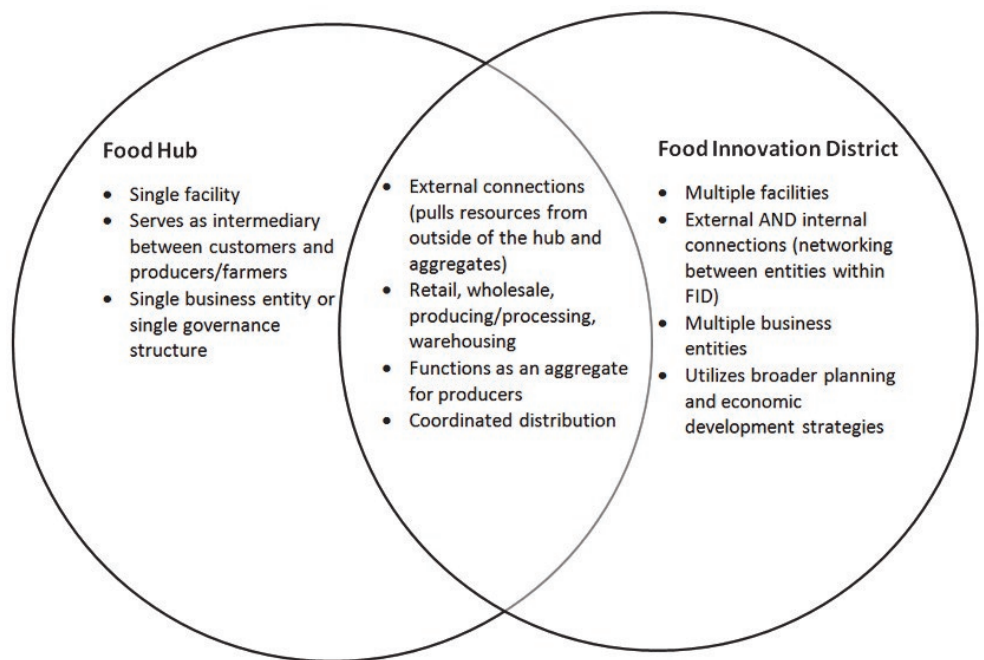 Food Hub
• Single facility
• Serves as intermediary
between customers and
producers/farmers
• Single business entity or
single governance
structure
• External connections
(pulls resources from
outside of the hub and
aggregates)
• Retail, wholesale,
producing/processing,
warehousing
• Functions as an aggregate
for producers
• Coordinated distribution
Food Innovation District
• Multiple facilities
• External AND internal
connections (networking
between entities within
FID)
• Multiple business
entities
• Utilizes broader planning
and economic
development strategies